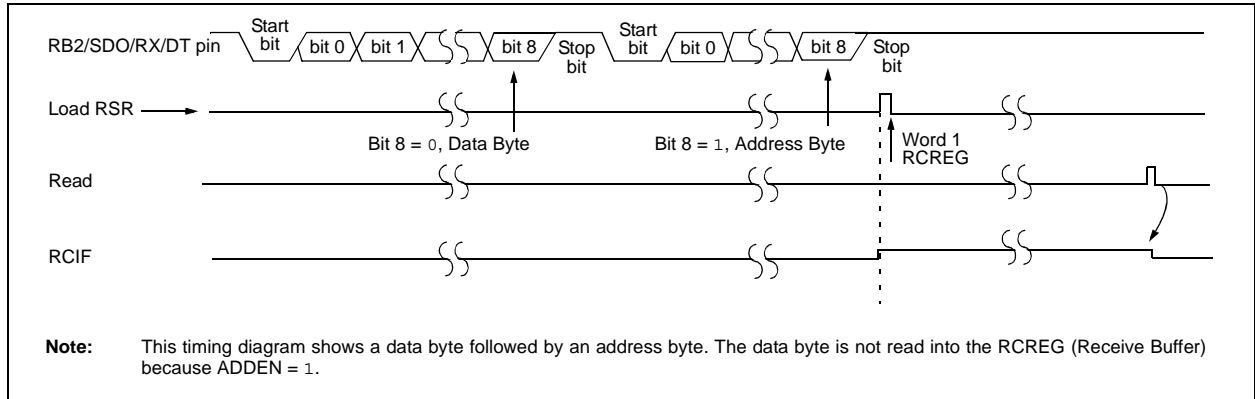 RB2/SDO/RX/DT pin
Start bit
bit 0
bit 1
bit 8
Stop bit
Start bit
bit 0
bit 8
Stop bit
Load RSR
Bit 8 = 0, Data Byte
Bit 8 = 1, Address Byte
Word 1
RCREG
Read
RCIF
Note: This timing diagram shows a data byte followed by an address byte. The data byte is not read into the RCREG (Receive Buffer)
because ADDEN = 1.